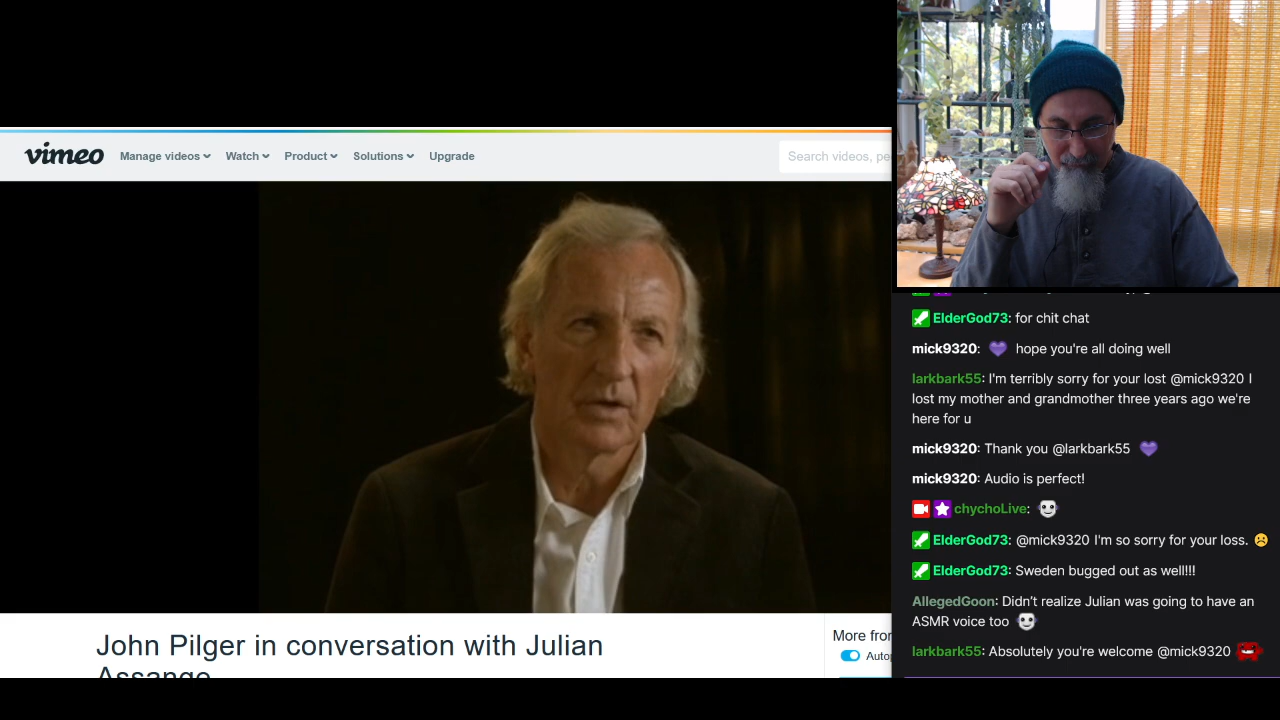 vimeo Manage videos Watch Product Solutions Upgrade Search videos, pe
John Pilger in conversation with Julian
Assange
More from
ElderGod73: for chit chat
mick9320: hope you're all doing well
larkbark55: I'm terribly sorry for your lost @mick9320 I
lost my mother and grandmother three years ago we're
here for u
mick9320: Thank you @larkbark55
mick9320: Audio is perfect!
chychoLive:
ElderGod73: @mick9320 I'm so sorry for your loss.
ElderGod73: Sweden bugged out as well!!!
AllegedGoon: Didn't realize Julian was going to have an
ASMR voice too
larkbark55: Absolutely you're welcome @mick9320